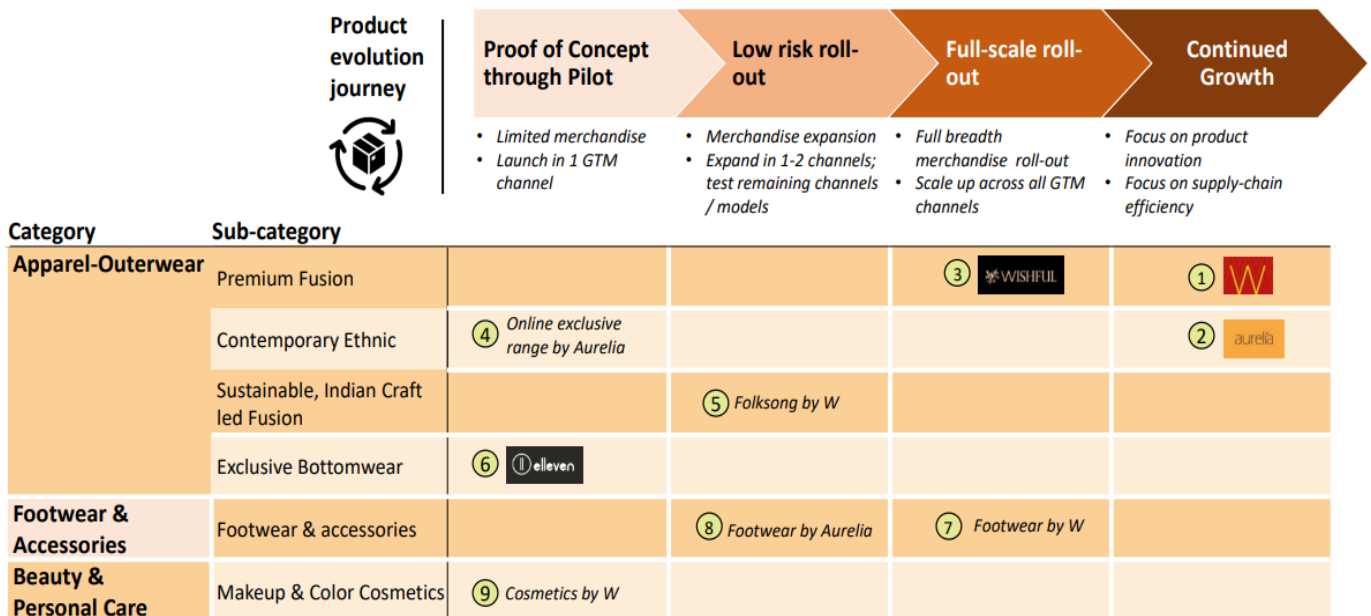 Product
evolution
journey
Proof of Concept
through Pilot
Low risk roll-
out
Full-scale roll-
out
Continued
Growth
• Limited merchandise
• Launch in 1 GTM
channel
• Merchandise expansion
• Expand in 1-2 channels;
test remaining channels
/ models
• Full breadth
merchandise roll-out
• Scale up across all GTM
channels
• Focus on product
innovation
• Focus on supply-chain
efficiency
Category Sub-category
Apparel-Outerwear
Premium Fusion
3 WISHFUL
1 W
Contemporary Ethnic
4 Online exclusive
range by Aurelia
2 aurelia
Sustainable, Indian Craft
led Fusion
5 Folksong by W
Exclusive Bottomwear
6 elleven
Footwear &
Accessories
Footwear & accessories
8 Footwear by Aurelia
7 Footwear by W
Beauty &
Personal Care
Makeup & Color Cosmetics
9 Cosmetics by W